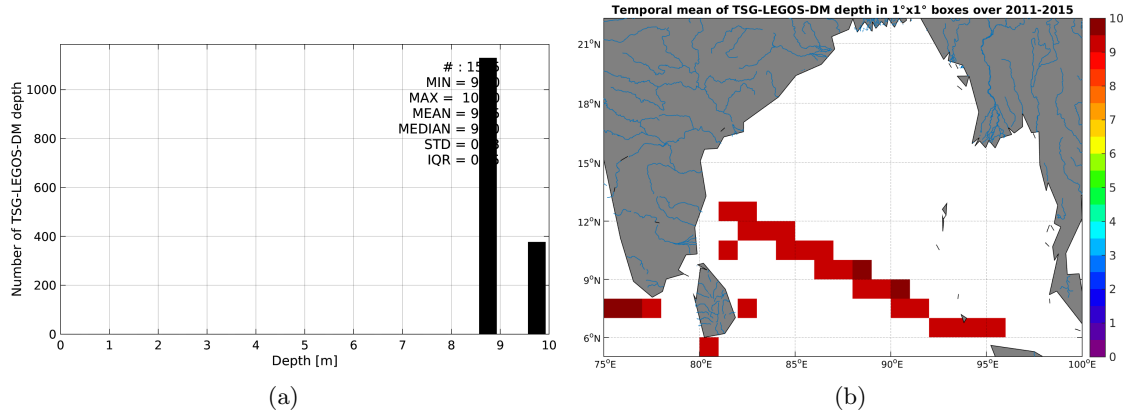 Temporal mean of TSG-LEGOS-DM depth in 1°x1° boxes over 2011-2015
Number of TSG-LEGOS-DM depth
1000
800
600
400
200
0
# : 15
MIN = 9
MAX = 10
MEAN = 9
MEDIAN = 9
STD = 0
IQR = 0
0 1 2 3 4 5 6 7 8 9 10
Depth [m]
(a)
21°N
18°N
15°N
12°N
9°N
6°N
75°E 80°E 85°E 90°E 95°E 100°E
10
9
8
7
6
5
4
3
2
1
0
(b)